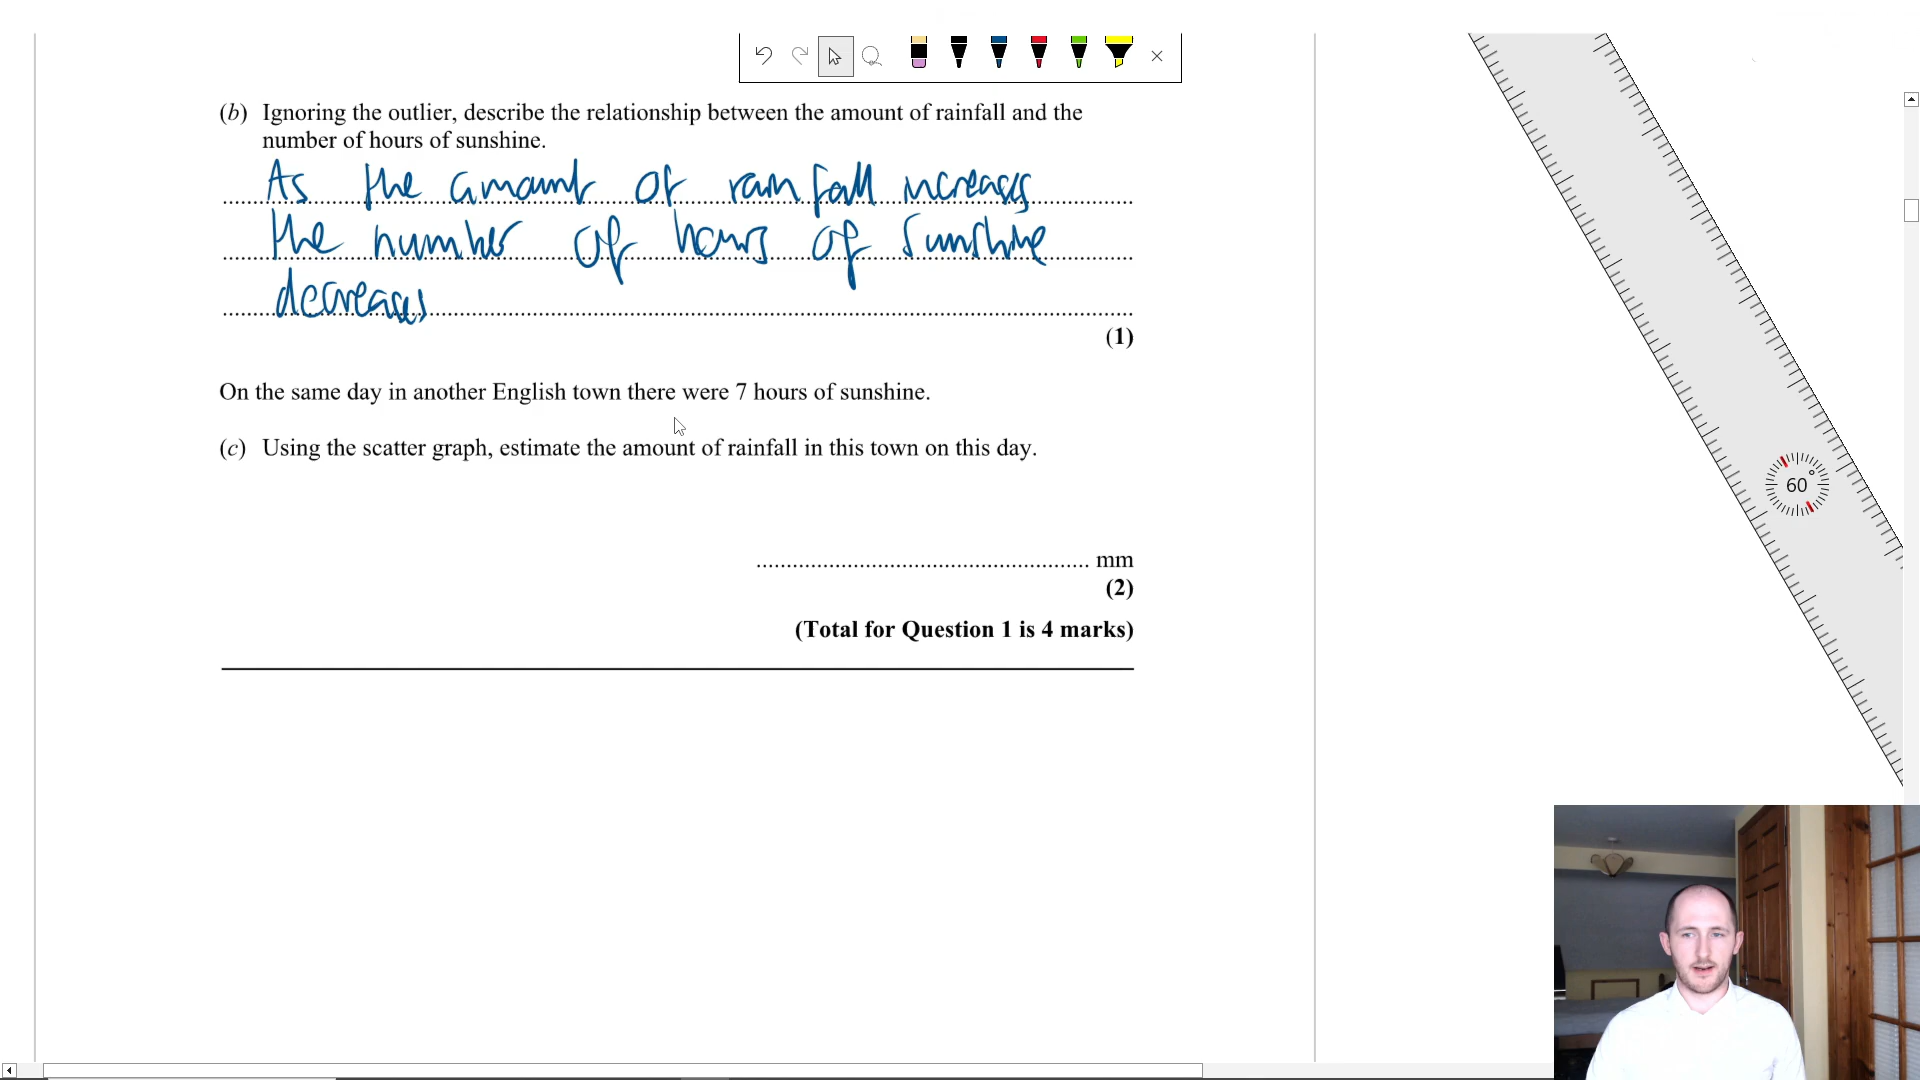 (b) Ignoring the outlier, describe the relationship between the amount of rainfall and the
number of hours of sunshine.
As the amount of rainfall increases
the number of hours of sunshine
decreases
(1)
On the same day in another English town there were 7 hours of sunshine.
(c) Using the scatter graph, estimate the amount of rainfall in this town on this day.
60°
.......................................................... mm
(2)
(Total for Question 1 is 4 marks)